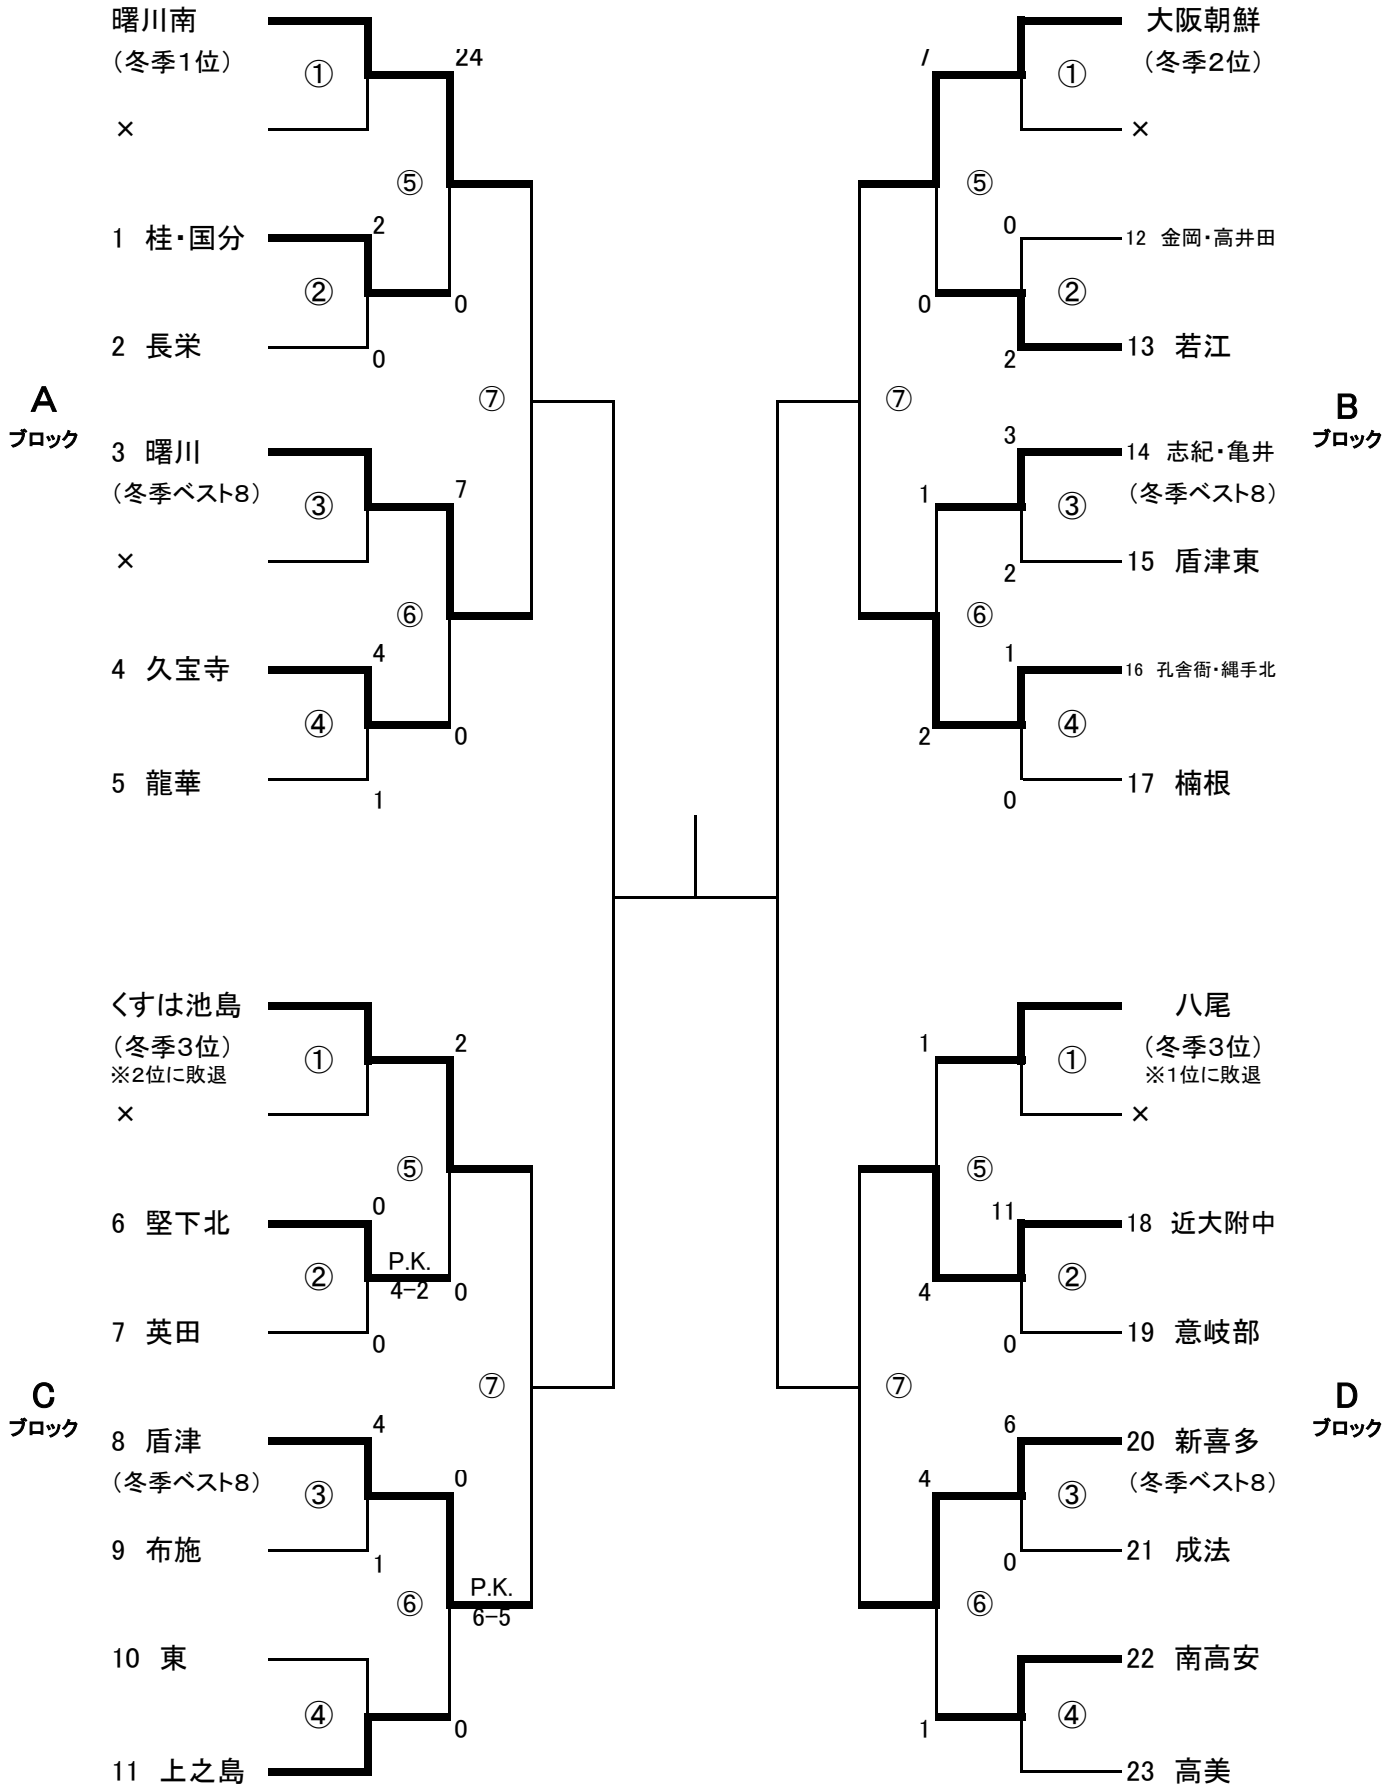 曙川南
（冬季１位）
①
×
24
⑤
1 桂・国分
2
②
0
2 長栄
0
A
ブロック
⑦
3 曙川
（冬季ベスト８）
③
7
×
⑥
4 久宝寺
4
④
0
5 龍華
1
大阪朝鮮
（冬季２位）
①
×
7
⑤
0
12 金岡・高井田
②
0
2
13 若江
B
ブロック
⑦
3
14 志紀・亀井
（冬季ベスト８）
③
1
2
15 盾津東
⑥
1
16 孔舎衙・縄手北
④
2
0
17 楠根
くすは池島
（冬季３位）
※2位に敗退
①
×
2
⑤
0
6 堅下北
②
P.K.
4-2
0
7 英田
0
C
ブロック
⑦
8 盾津
（冬季ベスト８）
4
③
0
9 布施
1
⑥
P.K.
6-5
10 東
④
0
11 上之島
八尾
（冬季３位）
※1位に敗退
①
×
1
⑤
11
18 近大附中
②
4
0
19 意岐部
D
ブロック
⑦
6
20 新喜多
（冬季ベスト８）
4
③
0
21 成法
⑥
22 南高安
④
1
23 高美